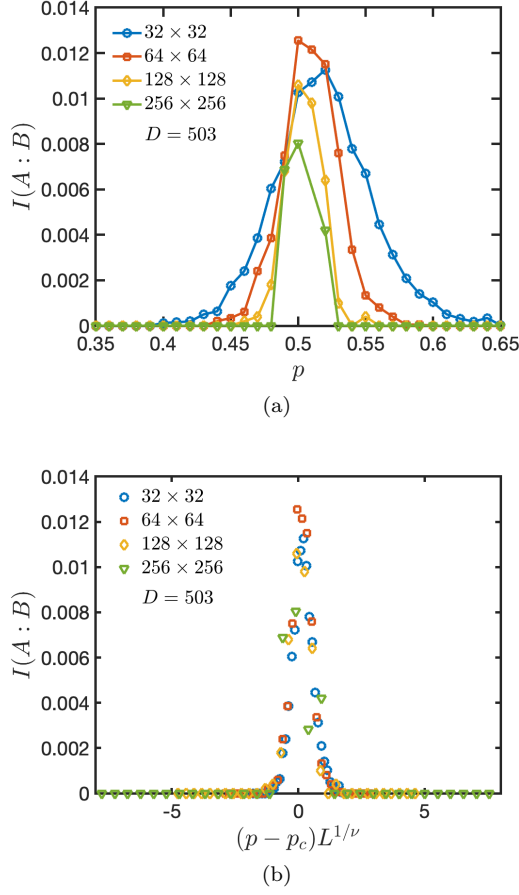 0.014
0.012
0.01
0.008
0.006
0.004
0.002
0
I(A : B)
32 × 32
64 × 64
128 × 128
256 × 256
D = 503
0.35 0.4 0.45 0.5 0.55 0.6 0.65
p
(a)
0.014
0.012
0.01
0.008
0.006
0.004
0.002
0
I(A : B)
32 × 32
64 × 64
128 × 128
256 × 256
D = 503
-5 0 5
(p − p_c)L^{1/ν}
(b)